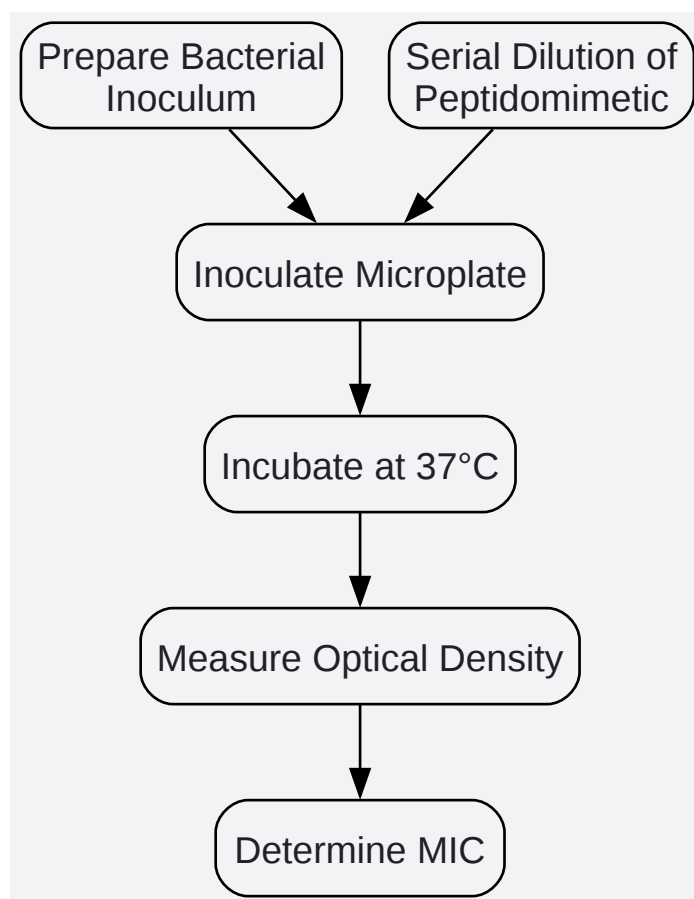 Prepare Bacterial
Inoculum
Serial Dilution of
Peptidomimetic
Inoculate Microplate
Incubate at 37°C
Measure Optical Density
Determine MIC